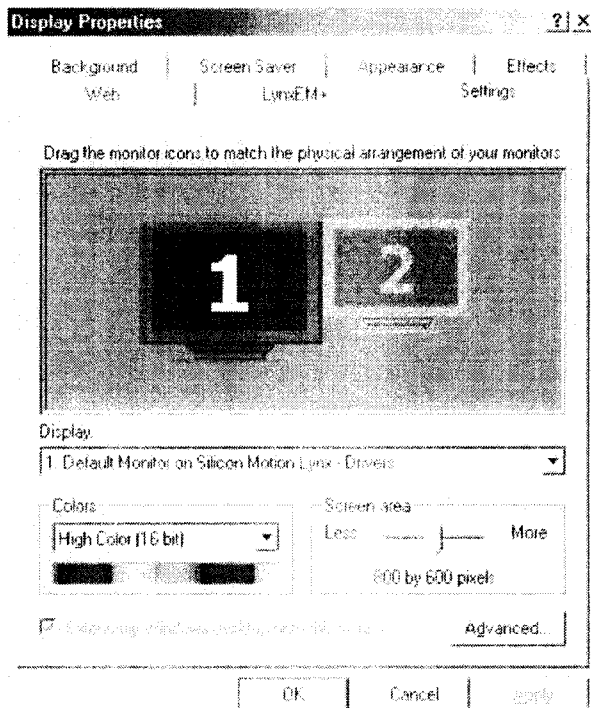 Display Properties ? ×
Background Screen Saver Appearance Effects
Web LynxEM+ Settings
Drag the monitor icons to match the physical arrangement of your monitors
1 2
Display:
1. Default Monitor on Silicon Motion Lynx - Drivers
Colors
High Color (16 bit)
Screen area
Less More
800 by 600 pixels
Advanced...
OK Cancel Apply